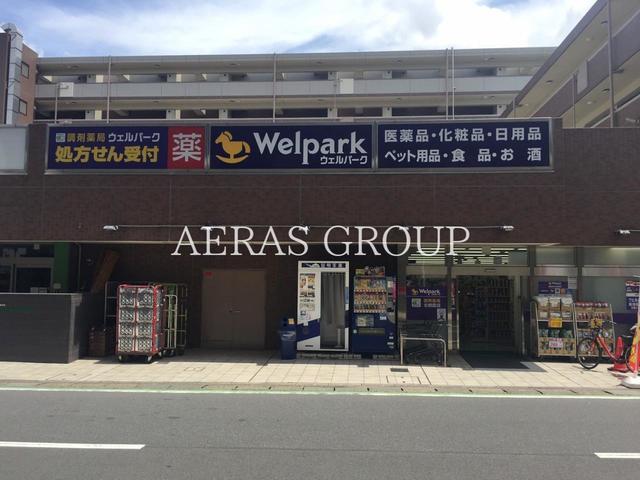 調剤薬局 ウェルパーク
処方せん受付
薬
Welpark
ウェルパーク
医薬品・化粧品・日用品
ペット用品・食品・お酒
AERAS GROUP
Welpark